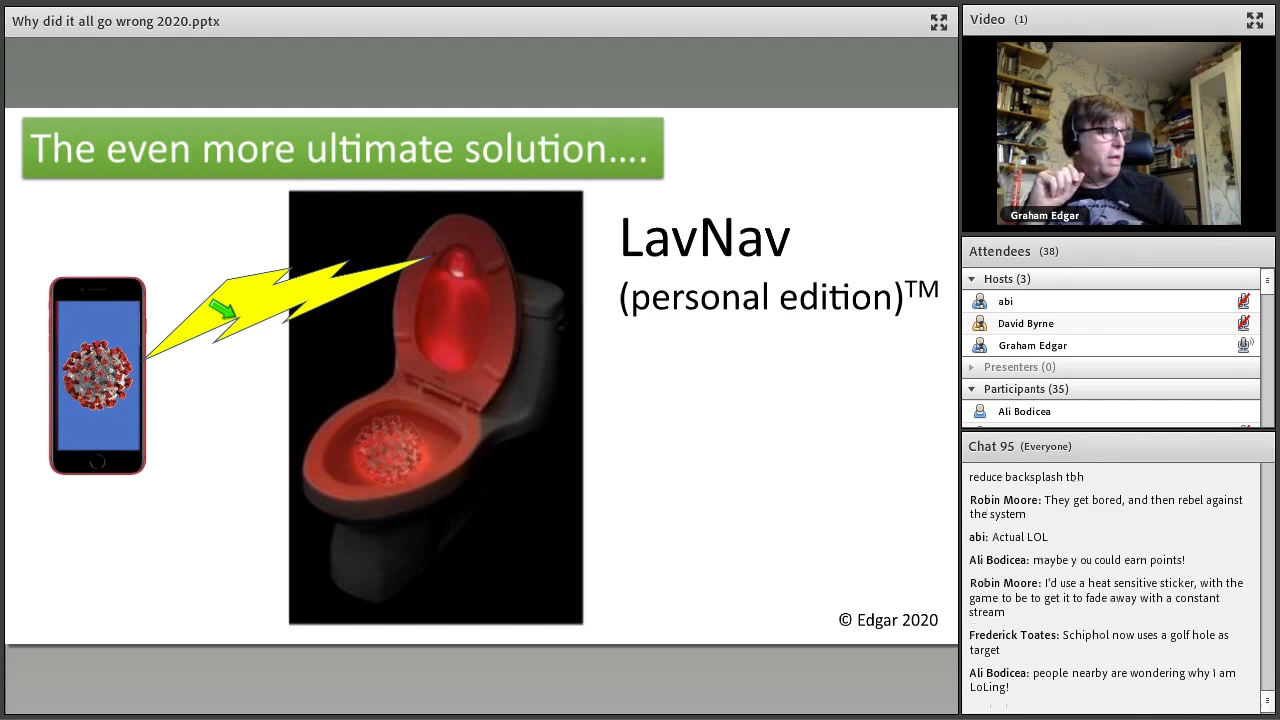 Why did it all go wrong 2020.pptx
The even more ultimate solution....
LavNav
(personal edition)TM
© Edgar 2020
Video (1)
Graham Edgar
Attendees (38)
Hosts (3)
abi
David Byrne
Graham Edgar
Presenters (0)
Participants (35)
Ali Bodicea
Chat 95 (Everyone)
reduce backsplash tbh
Robin Moore: They get bored, and then rebel against
the system
abi: Actual LOL
Ali Bodicea: maybe y ou could earn points!
Robin Moore: I'd use a heat sensitive sticker, with the
game to be to get it to fade away with a constant
stream
Frederick Toates: Schiphol now uses a golf hole as
target
Ali Bodicea: people nearby are wondering why I am
LoLing!